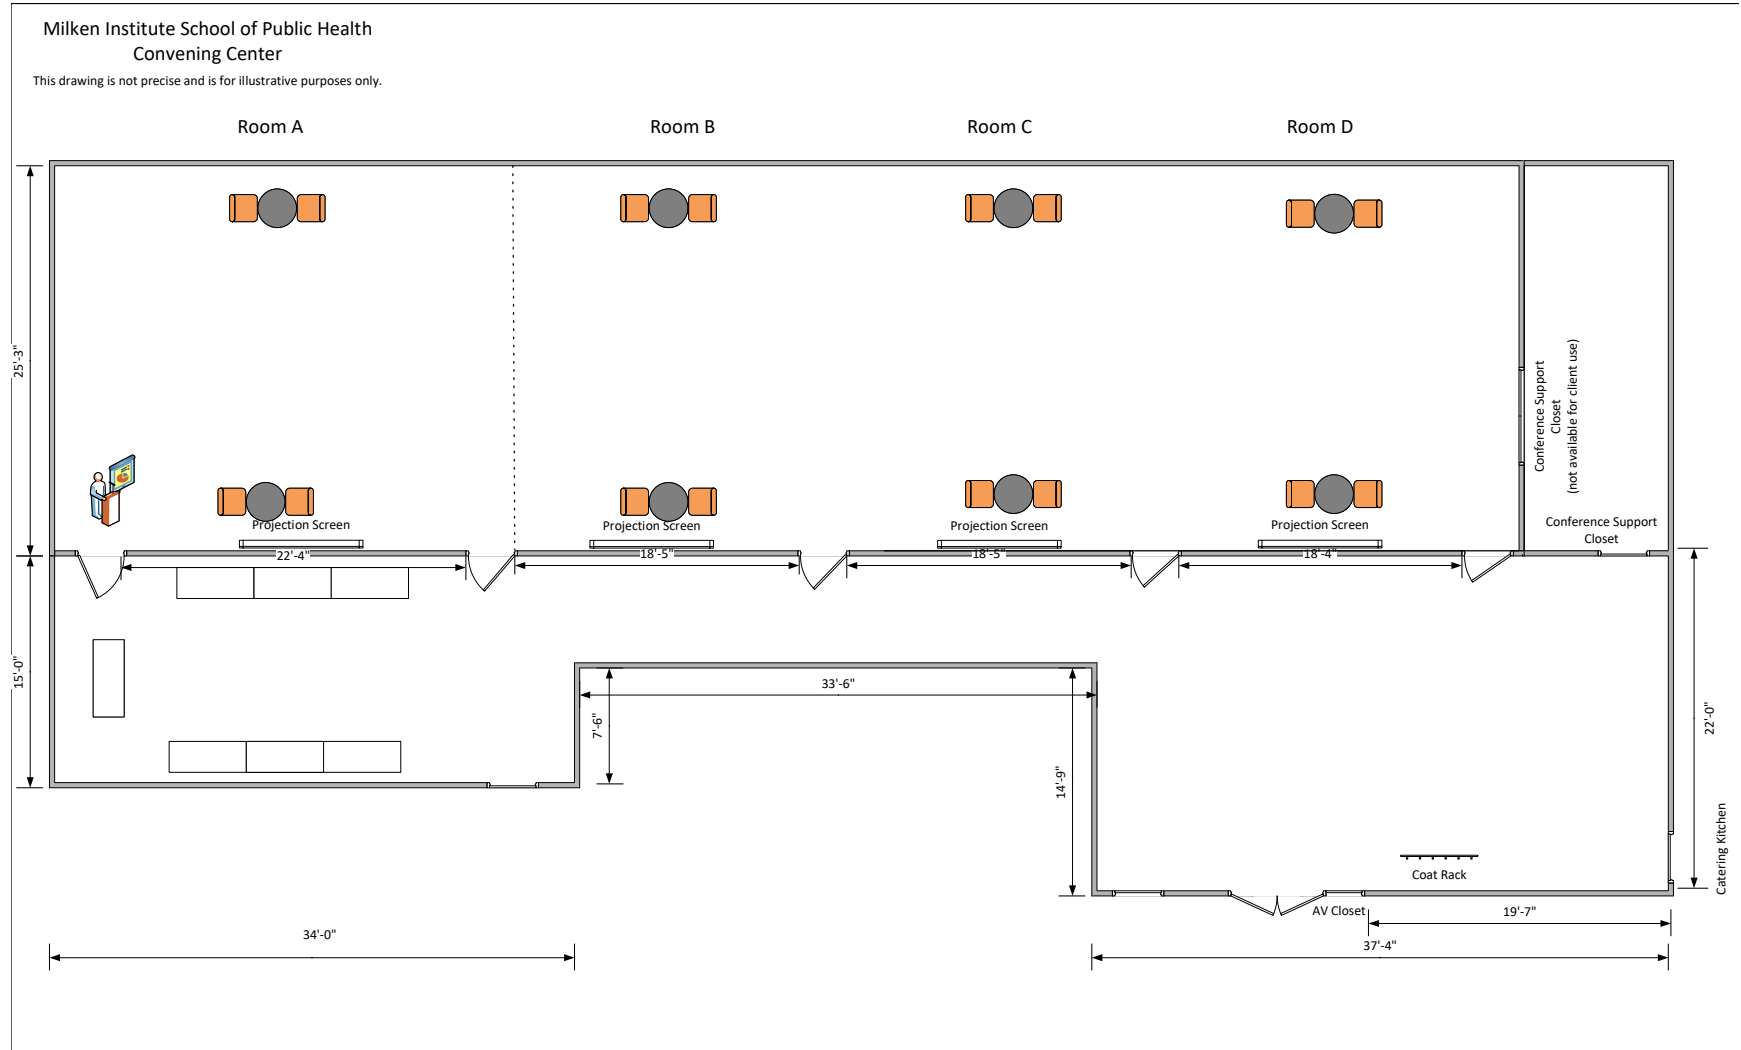 Milken Institute School of Public Health
Convening Center
This drawing is not precise and is for illustrative purposes only.
Room A
Room B
Room C
Room D
25'-3"
Conference Support
Closet
(not available for client use)
Projection Screen
Projection Screen
Projection Screen
Projection Screen
Conference Support
Closet
22'-4"
18'-5"
18'-5"
18'-4"
15'-0"
33'-6"
7'-6"
14'-9"
22'-0"
Catering Kitchen
Coat Rack
AV Closet
19'-7"
34'-0"
37'-4"